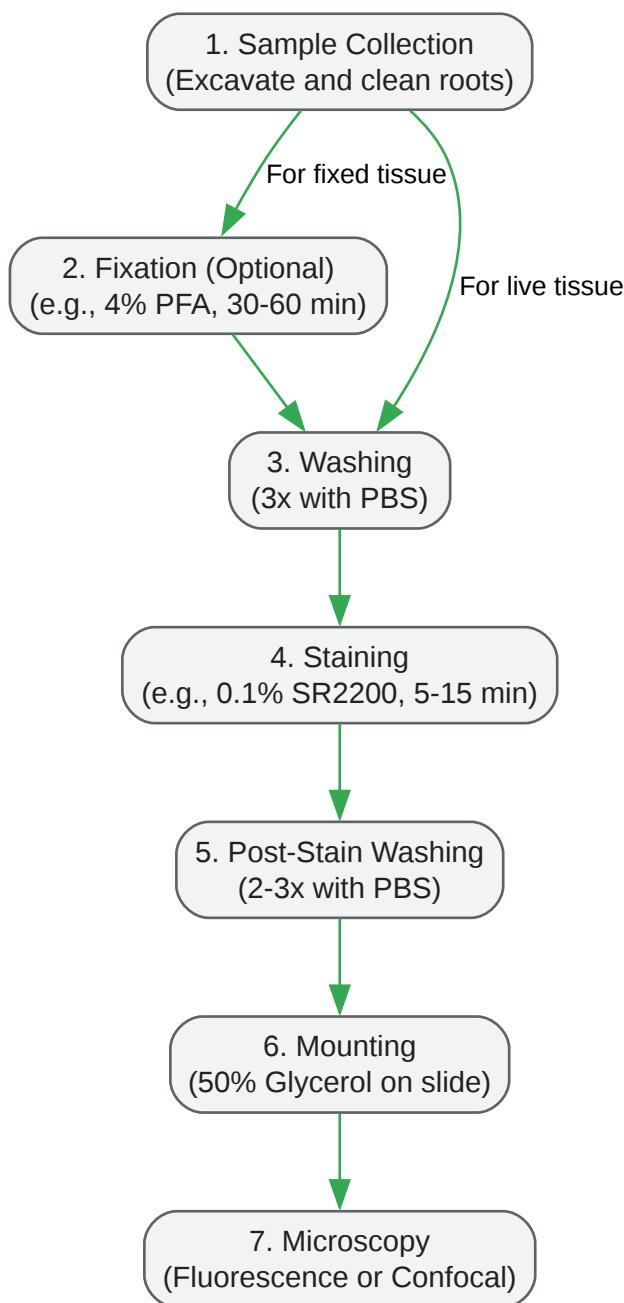 1. Sample Collection
(Excavate and clean roots)
For fixed tissue
2. Fixation (Optional)
(e.g., 4% PFA, 30-60 min)
For live tissue
3. Washing
(3x with PBS)
4. Staining
(e.g., 0.1% SR2200, 5-15 min)
5. Post-Stain Washing
(2-3x with PBS)
6. Mounting
(50% Glycerol on slide)
7. Microscopy
(Fluorescence or Confocal)